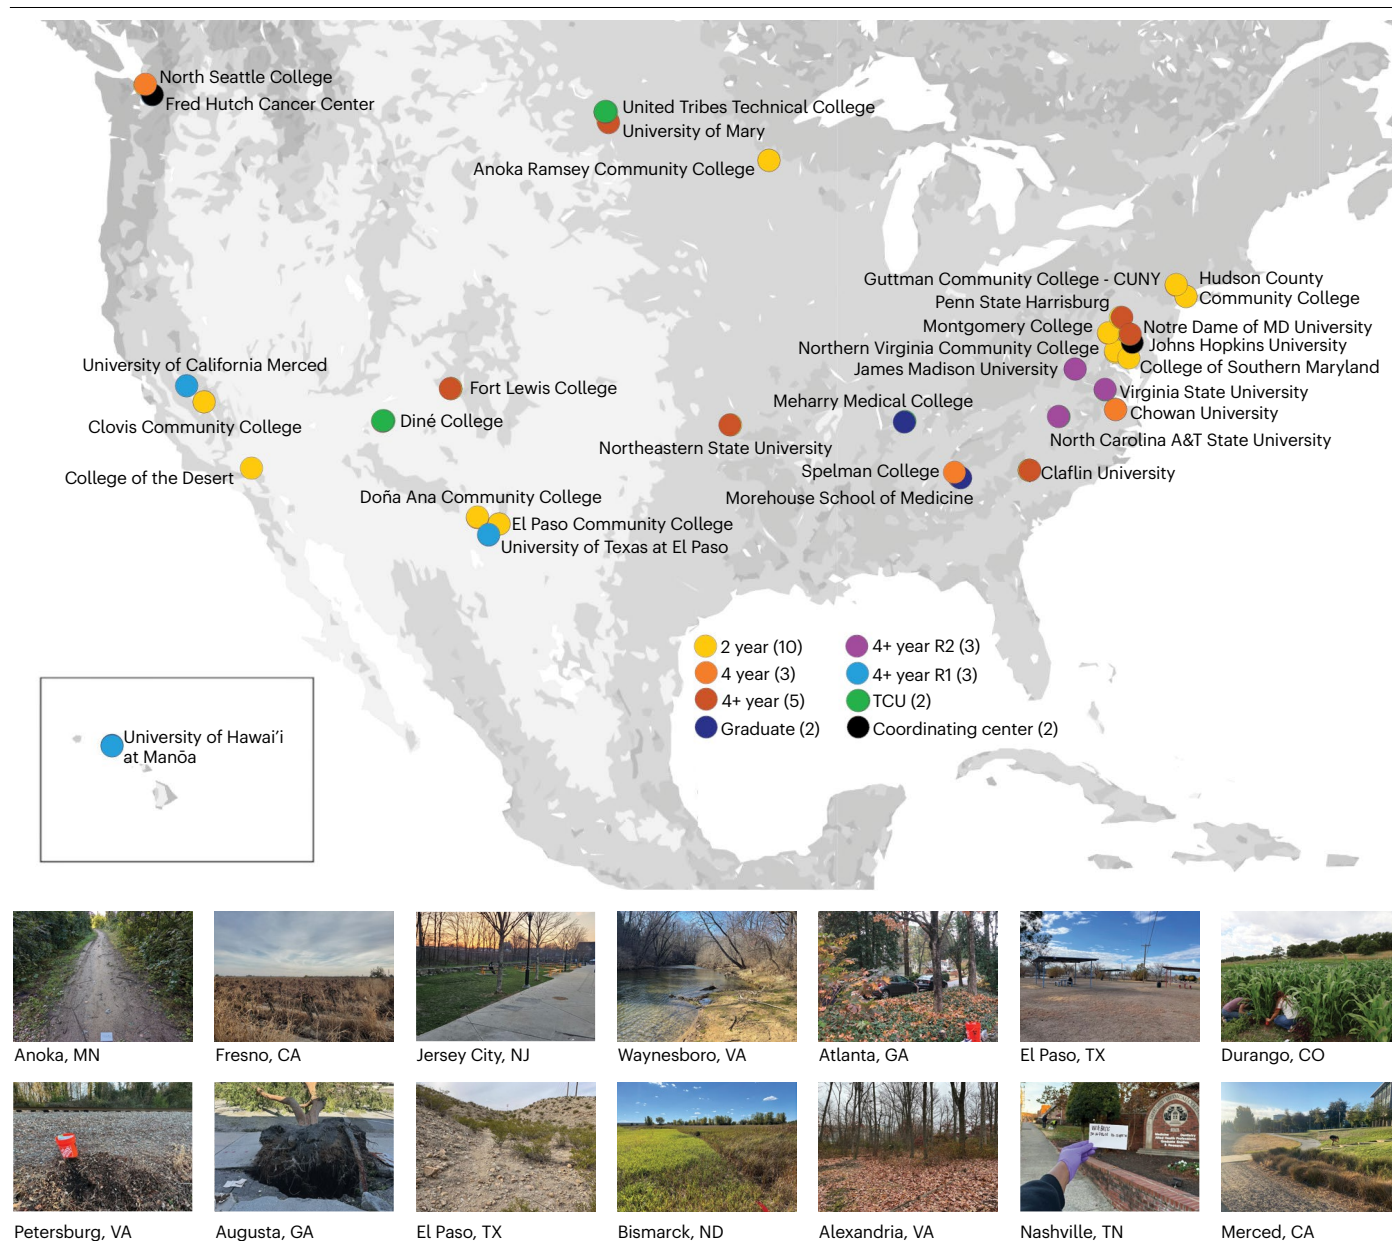 North Seattle College
Fred Hutch Cancer Center
United Tribes Technical College
University of Mary
Anoka Ramsey Community College
Guttman Community College - CUNY
Hudson County
Community College
Penn State Harrisburg
Montgomery College
Notre Dame of MD University
Northern Virginia Community College
Johns Hopkins University
James Madison University
College of Southern Maryland
University of California Merced
Clovis Community College
College of the Desert
Fort Lewis College
Diné College
Meharry Medical College
Virginia State University
Chowan University
Northeastern State University
North Carolina A&T State University
Spelman College
Claflin University
Morehouse School of Medicine
Doña Ana Community College
El Paso Community College
University of Texas at El Paso
2 year (10)
4 year (3)
4+ year (5)
Graduate (2)
4+ year R2 (3)
4+ year R1 (3)
TCU (2)
Coordinating center (2)
University of Hawai‘i
at Manōa
Anoka, MN
Fresno, CA
Jersey City, NJ
Waynesboro, VA
Atlanta, GA
El Paso, TX
Durango, CO
Petersburg, VA
Augusta, GA
El Paso, TX
Bismarck, ND
Alexandria, VA
Nashville, TN
Merced, CA